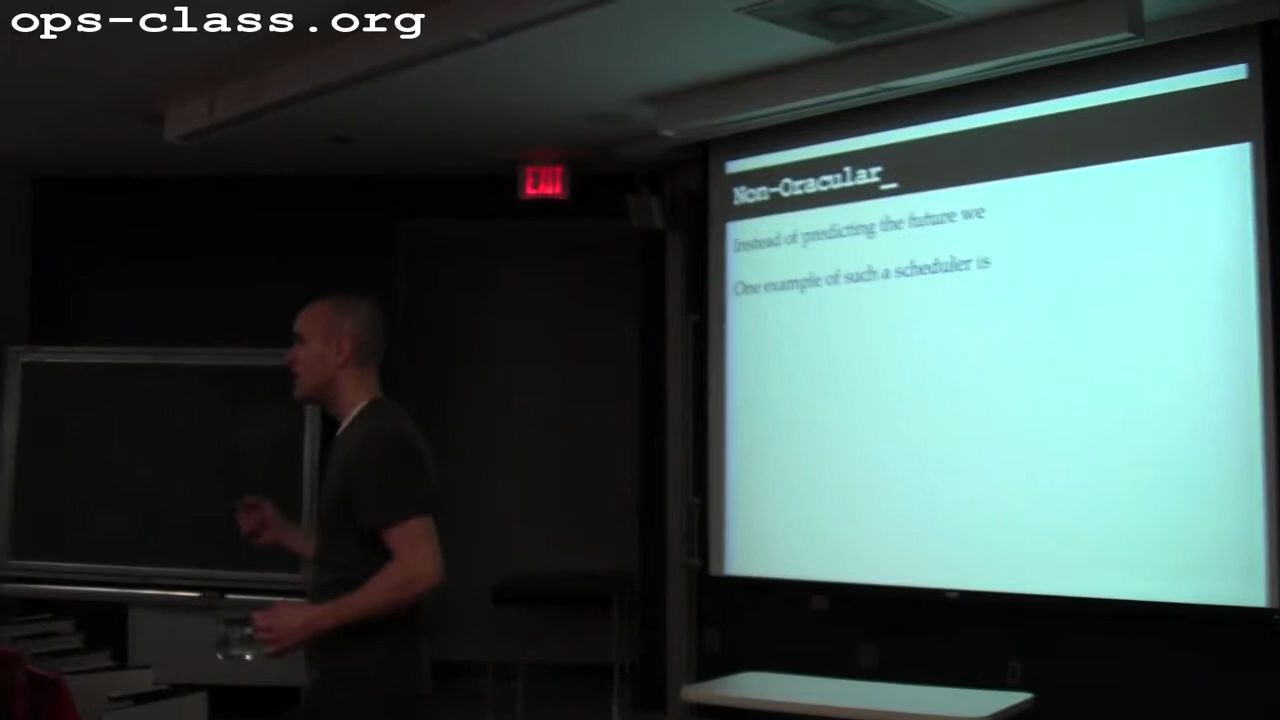 ops-class.org
EXIT
Non-Oracular_
Instead of predicting the future we
One example of such a scheduler is